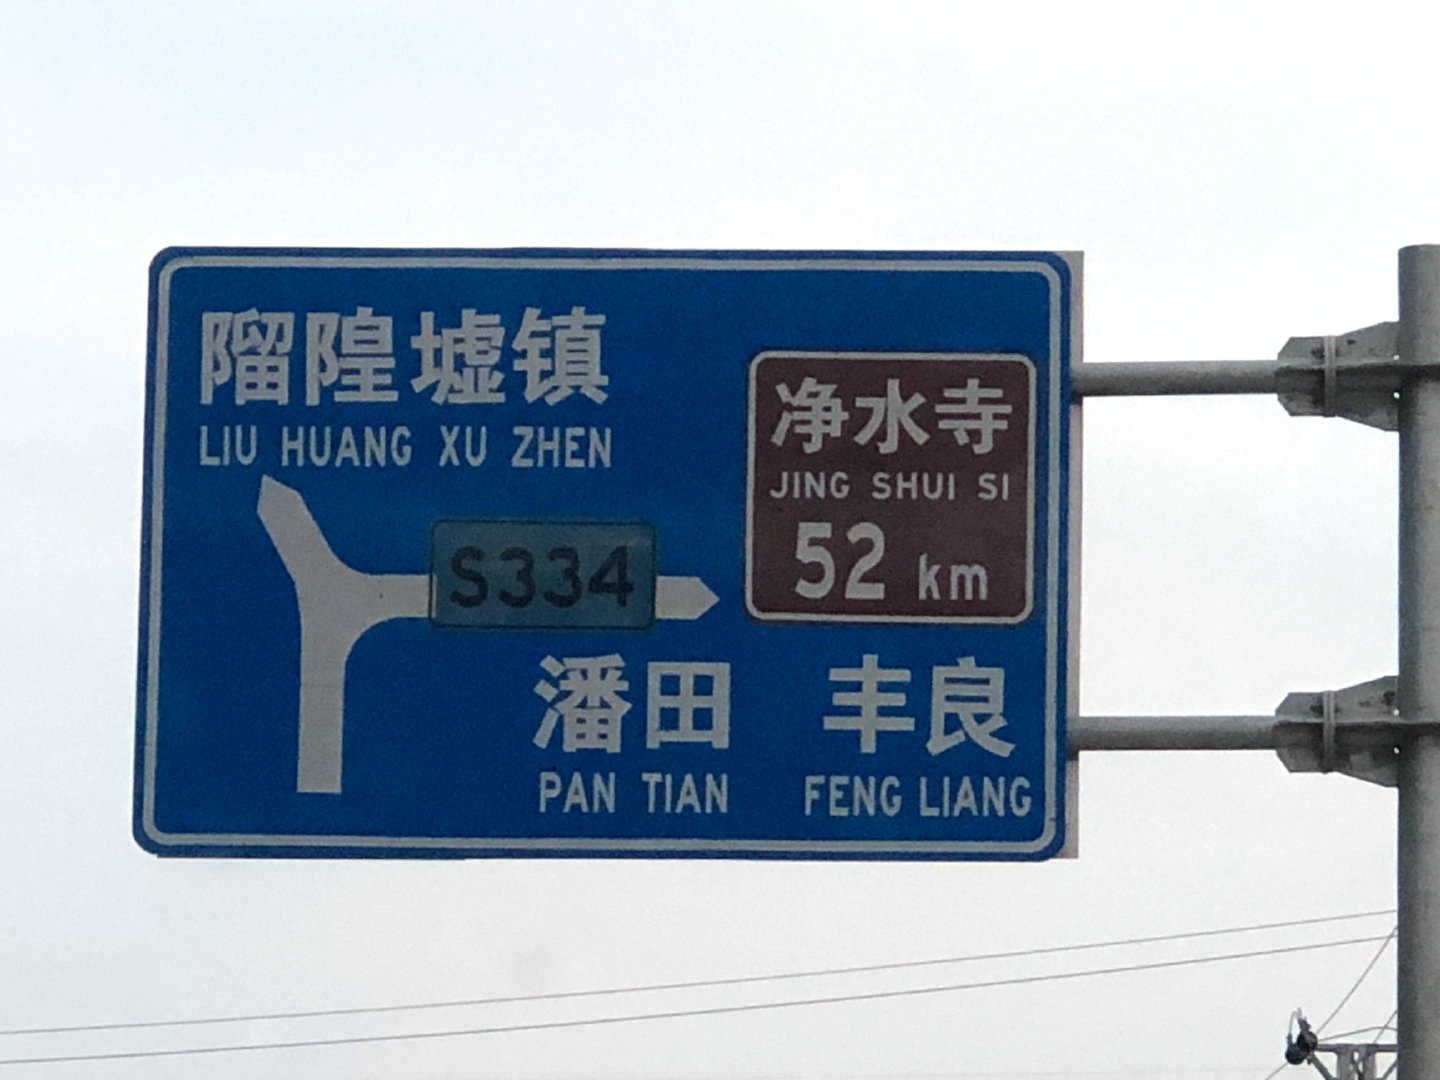 𨻧隍墟镇
LIU HUANG XU ZHEN
净水寺
JING SHUI SI
52 km
S334
潘田 丰良
PAN TIAN FENG LIANG